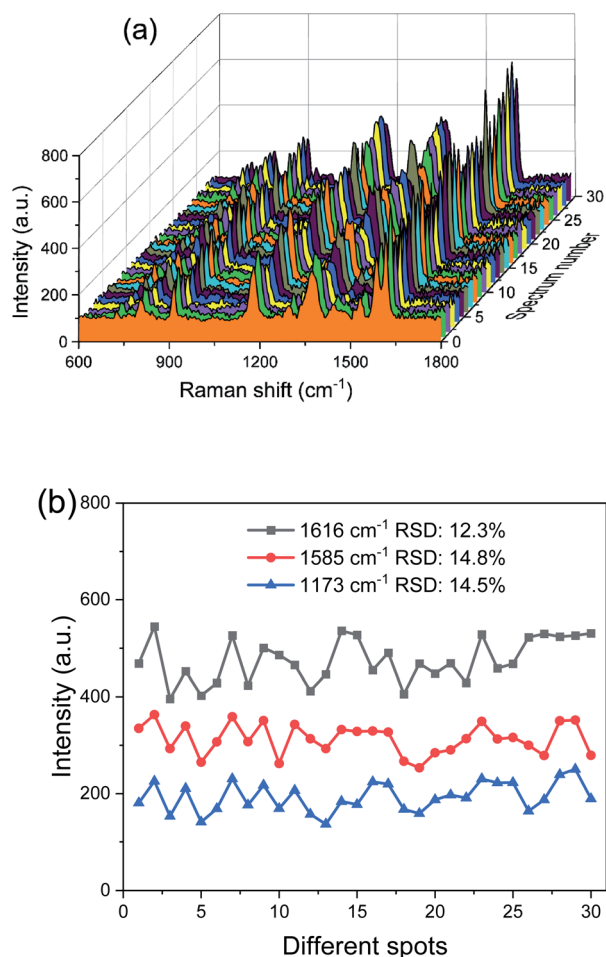 (a)
800
600
400
200
0
Intensity (a.u.)
600
900
1200
1500
1800
Raman shift (cm⁻¹)
0
5
10
15
20
25
30
Spectum number
(b)
800
600
400
200
0
Intensity (a.u.)
1616 cm⁻¹ RSD: 12.3%
1585 cm⁻¹ RSD: 14.8%
1173 cm⁻¹ RSD: 14.5%
0
5
10
15
20
25
30
Different spots